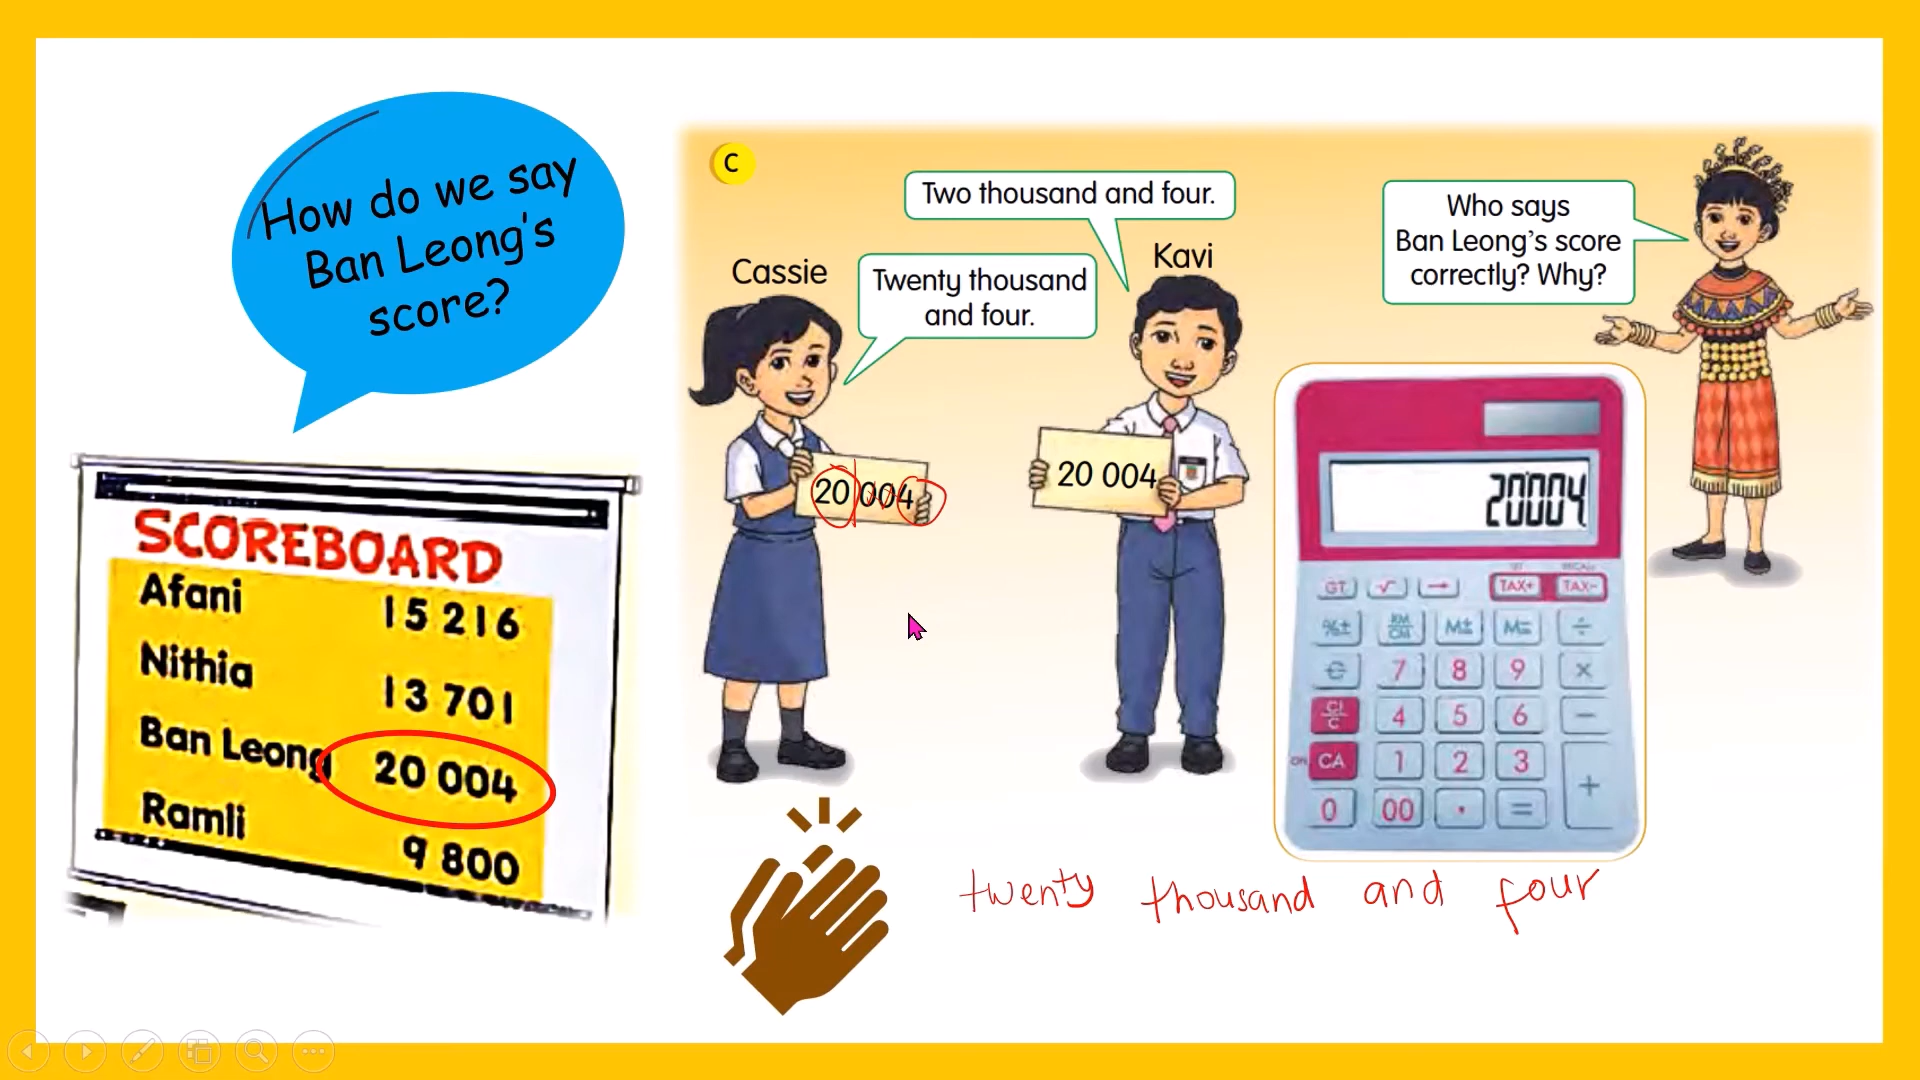 How do we say
Ban Leong's
score?
C
Two thousand and four.
Cassie
Twenty thousand
and four.
Kavi
Who says
Ban Leong's score
correctly? Why?
20 004
20 004
20004
GT √ → TAX+ TAX-
%± M± M= ÷
7 8 9 ×
4 5 6 −
CA 1 2 3 +
0 00 . =
SCOREBOARD
Afani 15 216
Nithia 13 701
Ban Leong 20 004
Ramli 9 800
twenty thousand and four